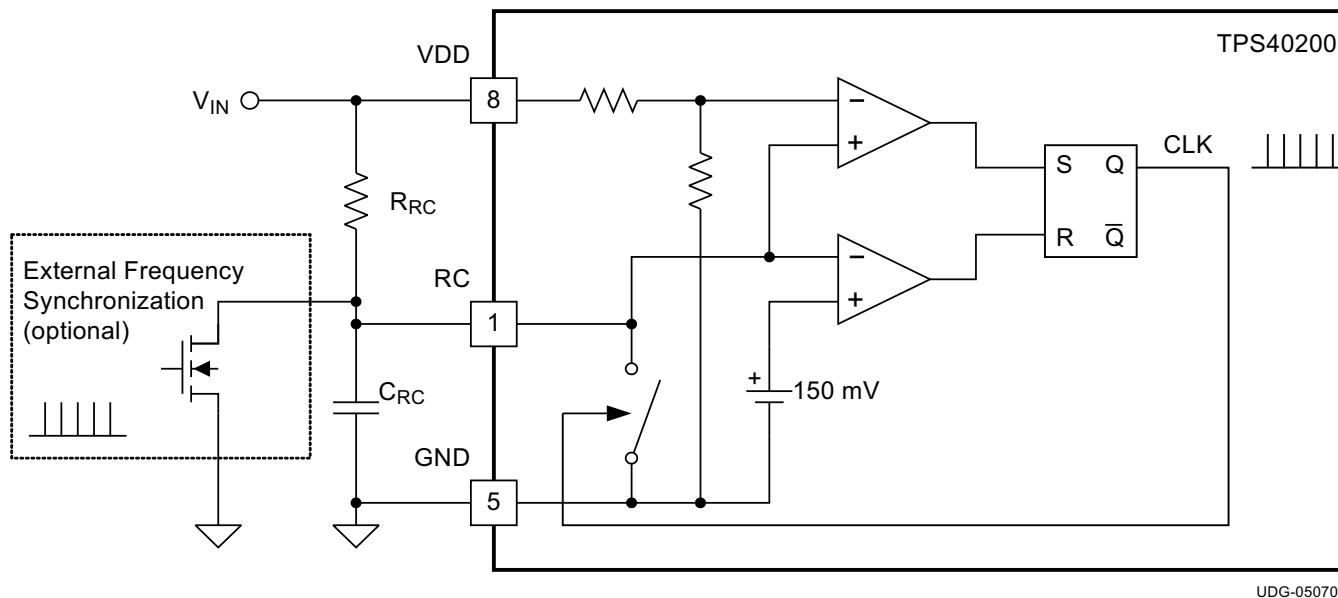 TPS40200
VDD
V_IN
8
−
+
S Q
CLK
R Q̅
R_RC
External Frequency
Synchronization
(optional)
RC
1
−
+
+
150 mV
C_RC
GND
5
UDG-05070